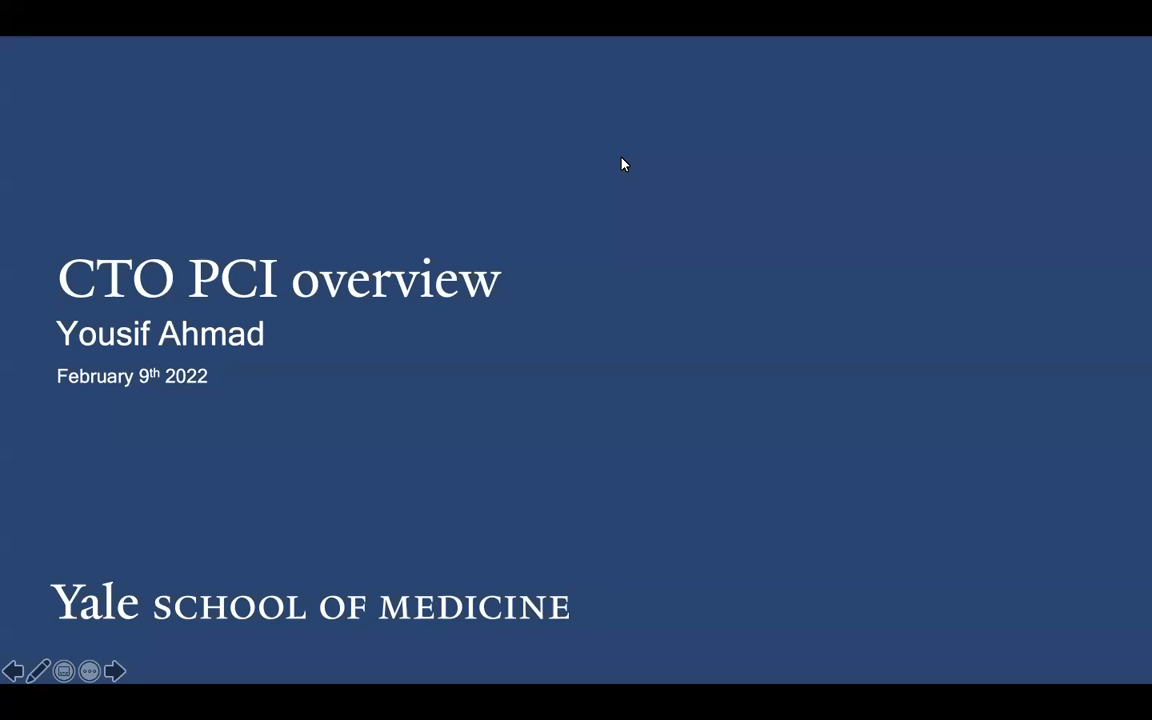 CTO PCI overview
Yousif Ahmad
February 9th 2022
Yale SCHOOL OF MEDICINE